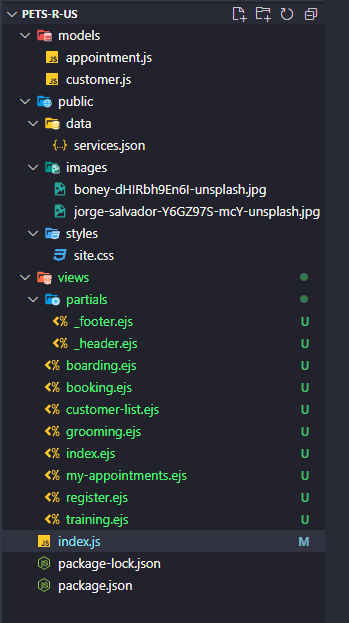 PETS-R-US
models
appointment.js
customer.js
public
data
services.json
images
boney-dHIRbh9En6I-unsplash.jpg
jorge-salvador-Y6GZ97S-mcY-unsplash.jpg
styles
site.css
views
partials
_footer.ejs U
_header.ejs U
boarding.ejs U
booking.ejs U
customer-list.ejs U
grooming.ejs U
index.ejs U
my-appointments.ejs U
register.ejs U
training.ejs U
JS index.js M
package-lock.json
package.json